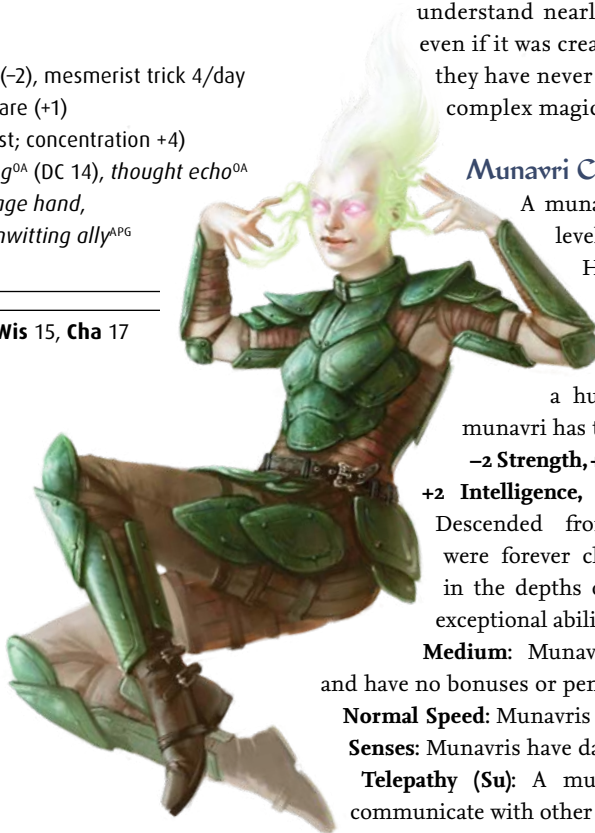 (–2), mesmerist trick 4/day
are (+1)
st; concentration +4)
g^OA (DC 14), thought echo^OA
age hand,
nwitting ally^APG
Wis 15, Cha 17
understand nearl
even if it was crea
they have never
complex magic
Munavri C
A muna
level
H
a hu
munavri has t
–2 Strength, –
+2 Intelligence,
Descended fro
were forever cl
in the depths o
exceptional abili
Medium: Munav
and have no bonuses or pen
Normal Speed: Munavris
Senses: Munavris have da
Telepathy (Su): A mu
communicate with other